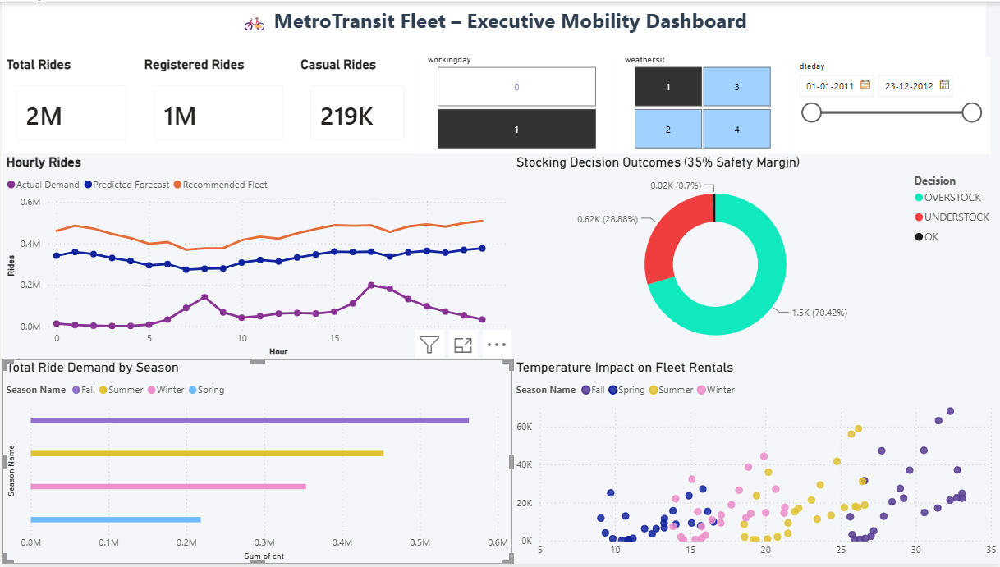 MetroTransit Fleet – Executive Mobility Dashboard
Total Rides
Registered Rides
Casual Rides
2M
1M
219K
workingday
0
1
weathersit
1
3
2
4
dteday
01-01-2011
23-12-2012
Hourly Rides
Actual Demand
Predicted Forecast
Recommended Fleet
0.6M
0.4M
0.2M
0.0M
Rides
0
5
10
15
Hour
Stocking Decision Outcomes (35% Safety Margin)
0.02K (0.7%)
0.62K (28.88%)
1.5K (70.42%)
Decision
OVERSTOCK
UNDERSTOCK
OK
Total Ride Demand by Season
Season Name
Fall
Summer
Winter
Spring
Season Name
0.0M
0.1M
0.2M
0.3M
0.4M
0.5M
0.6M
Sum of cnt
Temperature Impact on Fleet Rentals
Season Name
Fall
Spring
Summer
Winter
60K
40K
20K
0K
5
10
15
20
25
30
35